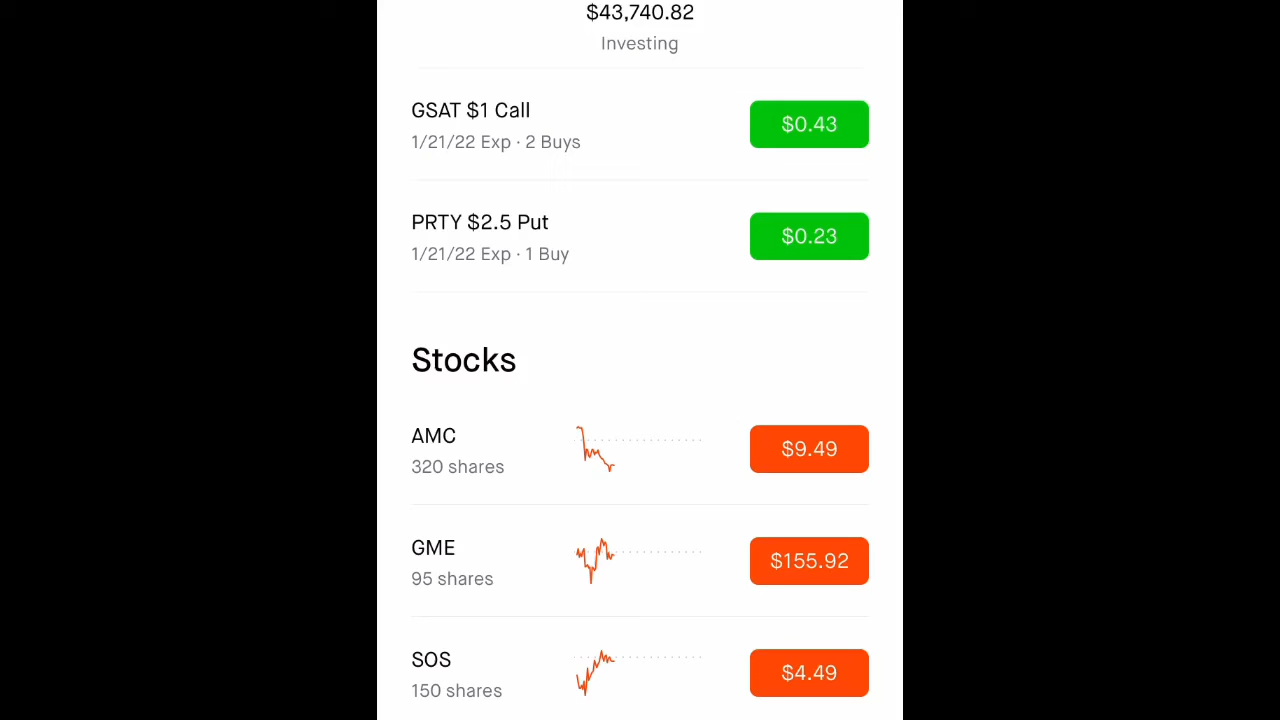 $43,740.82
Investing
GSAT $1 Call
1/21/22 Exp · 2 Buys
$0.43
PRTY $2.5 Put
1/21/22 Exp · 1 Buy
$0.23
Stocks
AMC
320 shares
$9.49
GME
95 shares
$155.92
SOS
150 shares
$4.49